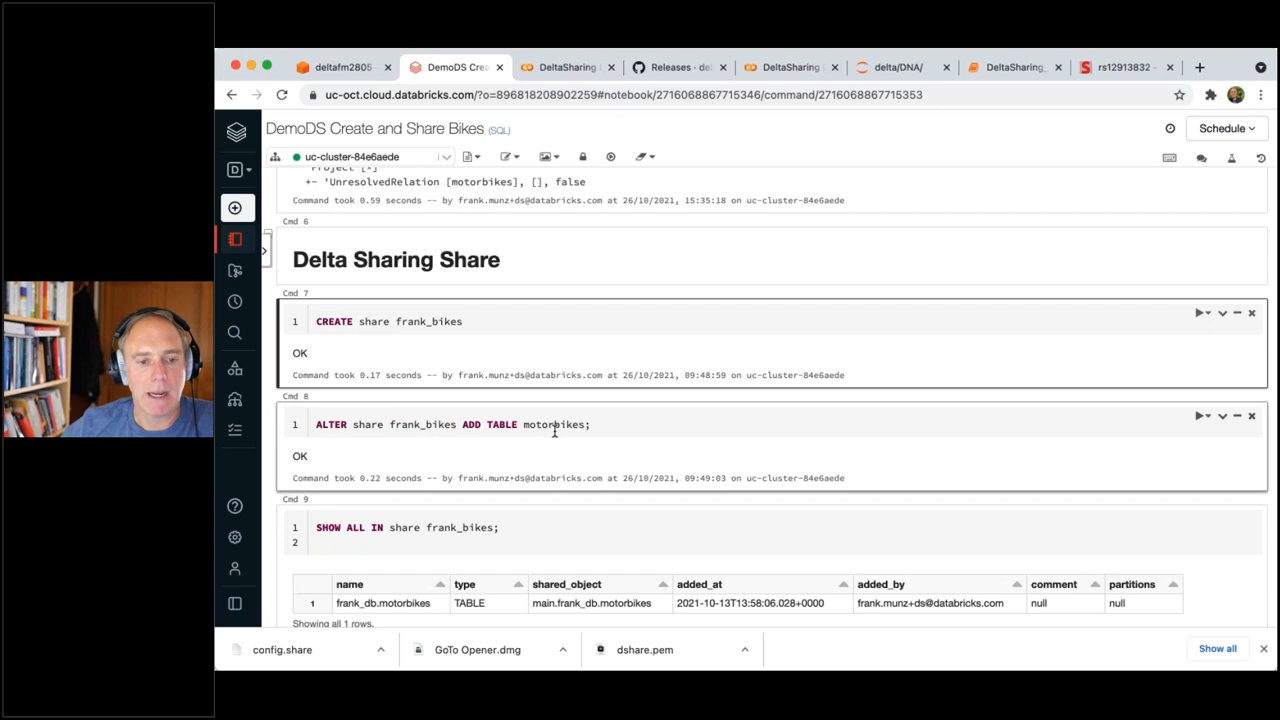 deltafm2805
DemoDS Crea
DeltaSharing
Releases · del
DeltaSharing
delta/DNA/
DeltaSharing_
rs12913832 -
uc-oct.cloud.databricks.com/?o=896818208902259#notebook/2716068867715346/command/2716068867715353
DemoDS Create and Share Bikes (SQL)
Schedule
D
uc-cluster-84e6aede
'Project [*]
+- 'UnresolvedRelation [motorbikes], [], false
Command took 0.59 seconds -- by frank.munz+ds@databricks.com at 26/10/2021, 15:35:18 on uc-cluster-84e6aede
Cmd 6
Delta Sharing Share
Cmd 7
1 CREATE share frank_bikes
OK
Command took 0.17 seconds -- by frank.munz+ds@databricks.com at 26/10/2021, 09:48:59 on uc-cluster-84e6aede
Cmd 8
1 ALTER share frank_bikes ADD TABLE motorbikes;
OK
Command took 0.22 seconds -- by frank.munz+ds@databricks.com at 26/10/2021, 09:49:03 on uc-cluster-84e6aede
Cmd 9
1 SHOW ALL IN share frank_bikes;
2
name type shared_object added_at added_by comment partitions
1 frank_db.motorbikes TABLE main.frank_db.motorbikes 2021-10-13T13:58:06.028+0000 frank.munz+ds@databricks.com null null
Showing all 1 rows.
config.share
GoTo Opener.dmg
dshare.pem
Show all